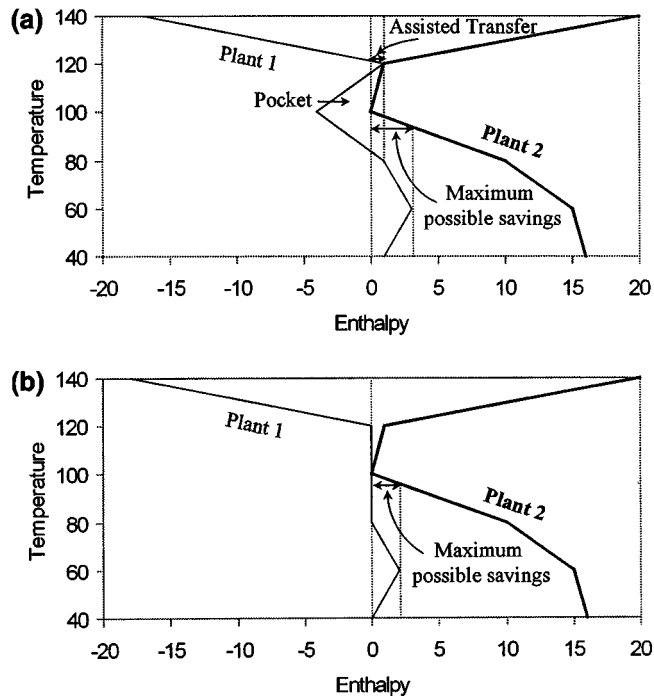 (a)
140
120
100
80
60
40
Temperature
Plant 1
Assisted Transfer
Pocket
Plant 2
Maximum
possible savings
-20 -15 -10 -5 0 5 10 15 20
Enthalpy
(b)
140
120
100
80
60
40
Temperature
Plant 1
Plant 2
Maximum
possible savings
-20 -15 -10 -5 0 5 10 15 20
Enthalpy